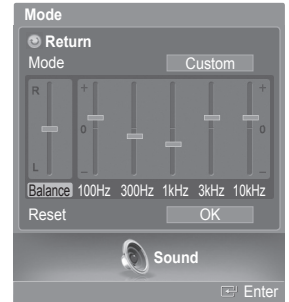 Mode
Return
Mode Custom
R + +
0 0
L - -
Balance 100Hz 300Hz 1kHz 3kHz 10kHz
Reset OK
Sound
Enter